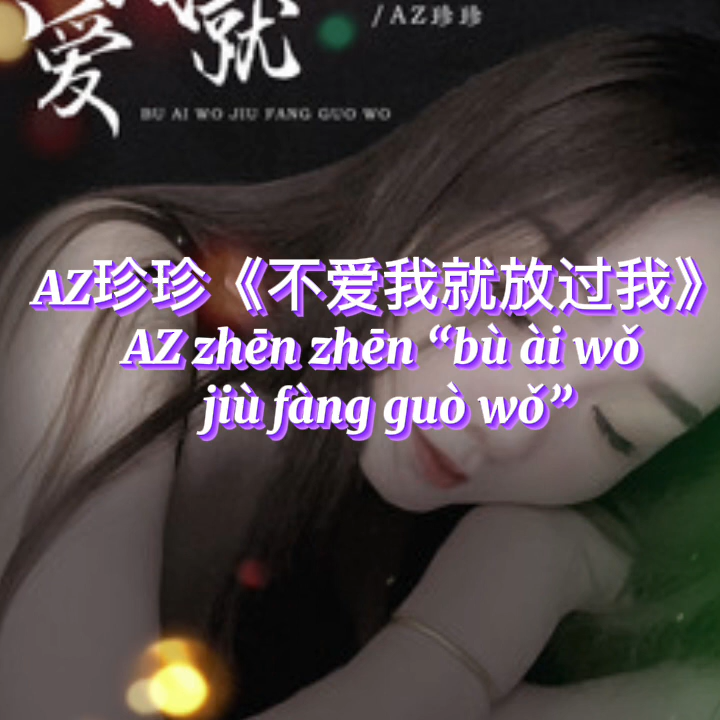 愛 就
/AZ珍珍
BU AI WO JIU FANG GUO WO
AZ珍珍《不爱我就放过我》
AZ zhēn zhēn “bù ài wǒ
jiù fàng guò wǒ”